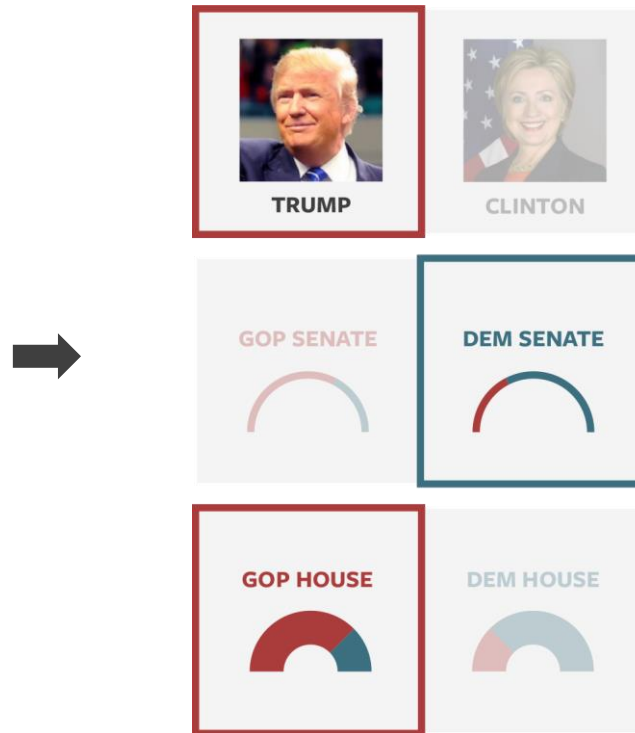 TRUMP
CLINTON
GOP SENATE
DEM SENATE
GOP HOUSE
DEM HOUSE